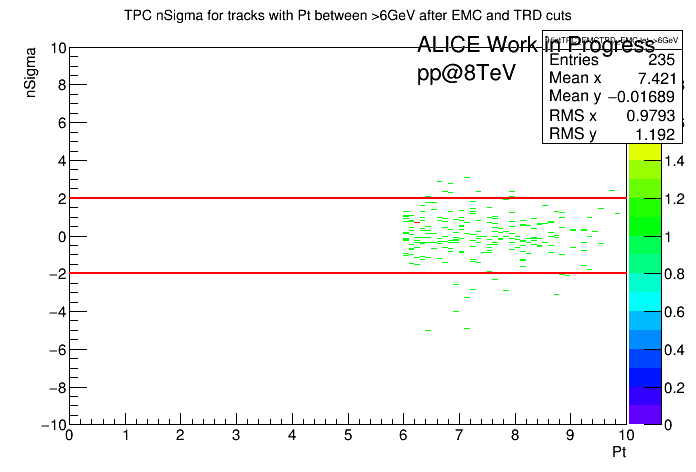 TPC nSigma for tracks with Pt between >6GeV after EMC and TRD cuts
nSigma
ALICE Work in Progress
pp@8TeV
Entries 235
Mean x 7.421
Mean y −0.01689
RMS x 0.9793
RMS y 1.192
10
8
6
4
2
0
−2
−4
−6
−8
−10
0 1 2 3 4 5 6 7 8 9 10
Pt
1.4
1.2
1
0.8
0.6
0.4
0.2
0